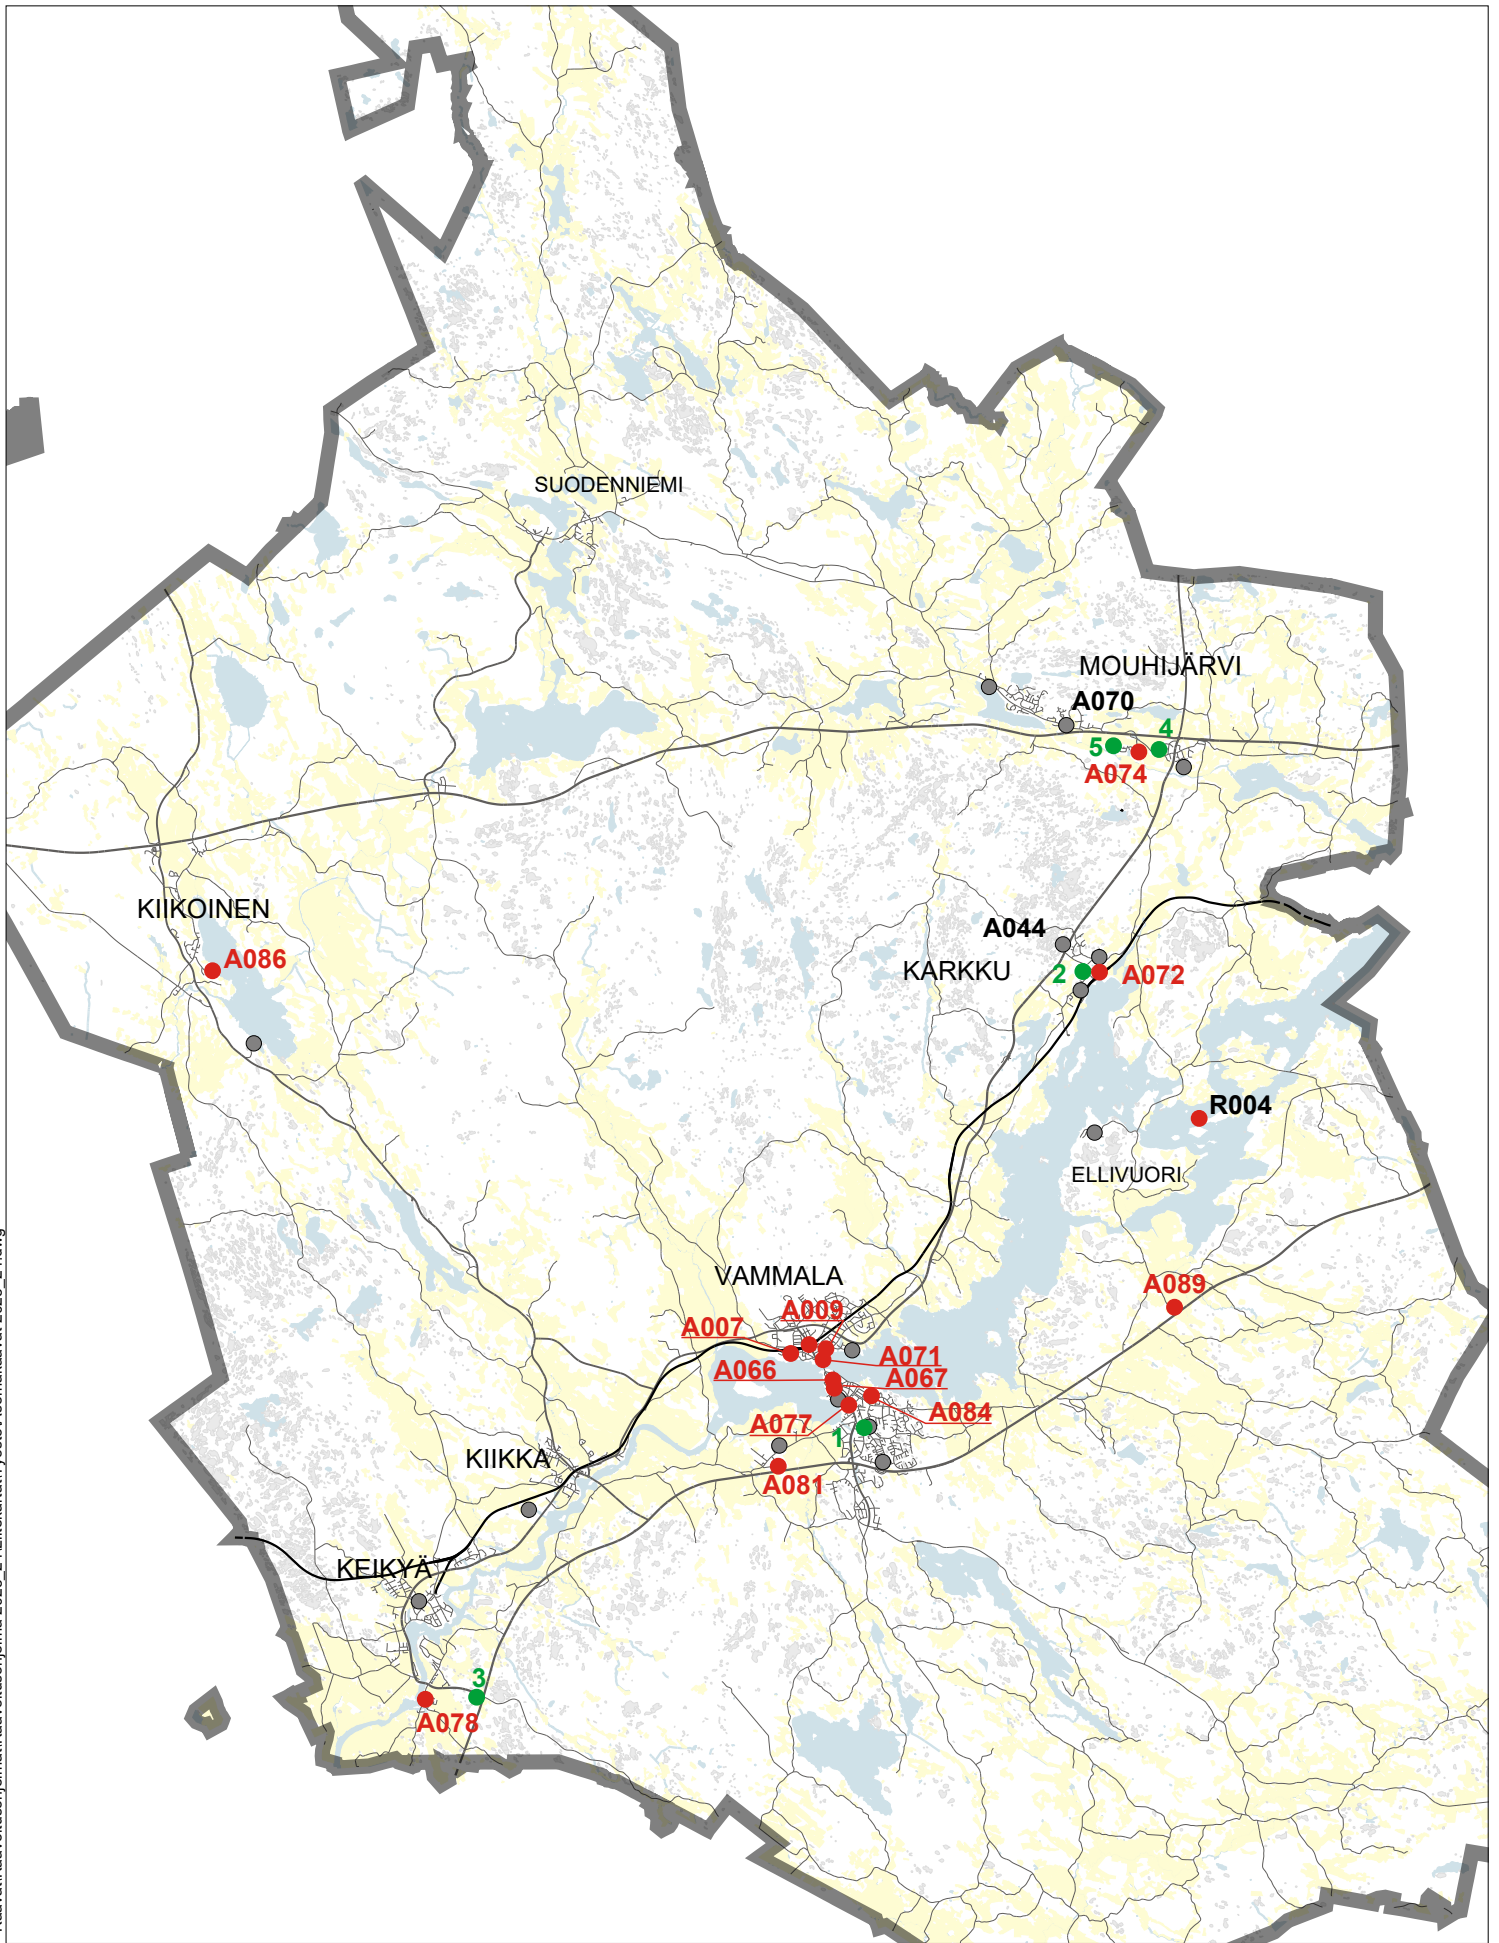 SUODENNIEMI
MOUHIJÄRVI
A070
4
5
A074
KIIKOINEN
A086
A044
KARKKU
2
A072
R004
ELLIVUORI
VAMMALA
A089
A009
A007
A071
A066
A067
A084
A077
1
KIIKKA
A081
KEIKYÄ
3
A078